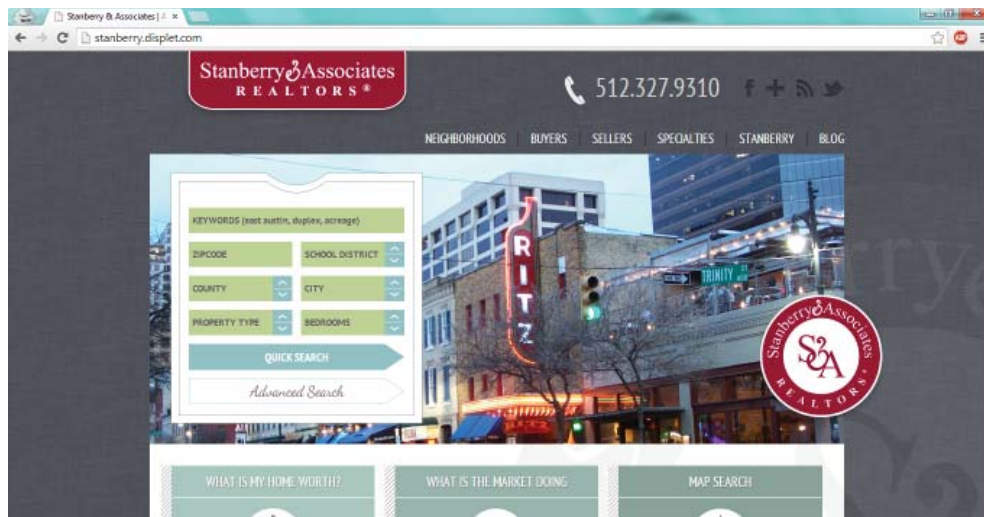 Stanberry & Associates | A
stanberry.displet.com
Stanberry & Associates
REALTORS®
512.327.9310
NEIGHBORHOODS BUYERS SELLERS SPECIALTIES STANBERRY BLOG
KEYWORDS (east austin, duplex, acreage)
ZIPCODE SCHOOL DISTRICT
COUNTY CITY
PROPERTY TYPE BEDROOMS
QUICK SEARCH
Advanced Search
RITZ
TRINITY ST
Stanberry & Associates
S&A
REALTORS
WHAT IS MY HOME WORTH? WHAT IS THE MARKET DOING MAP SEARCH